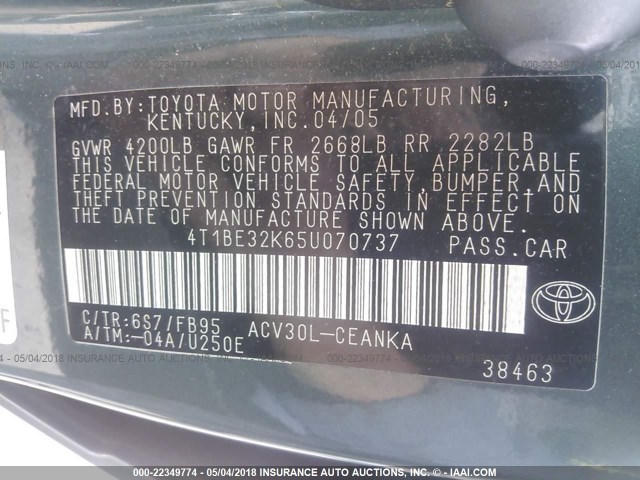 MFD.BY: TOYOTA MOTOR MANUFACTURING,
KENTUCKY, INC. 04/05
GVWR 4200LB GAWR FR 2668LB RR 2282LB
THIS VEHICLE CONFORMS TO ALL APPLICABLE
FEDERAL MOTOR VEHICLE SAFETY, BUMPER, AND
THEFT PREVENTION STANDARDS IN EFFECT ON
THE DATE OF MANUFACTURE SHOWN ABOVE.
4T1BE32K65U070737 PASS.CAR
C/TR:6S7/FB95 ACV30L-CEANKA
A/TM:-04A/U250E
38463
F
000-22349774 - 05/04/2018 INSURANCE AUTO AUCTIONS, INC. - WWW.IAAI.COM